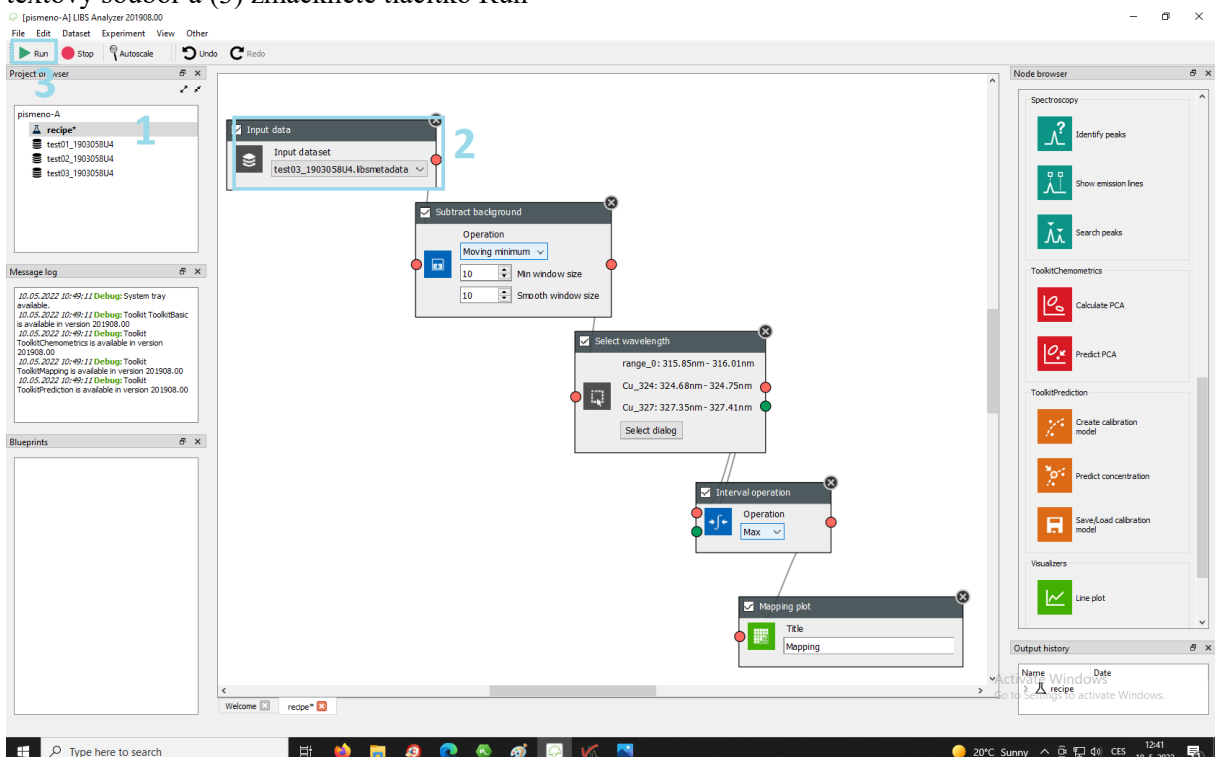 textový soubor a (3) zmáčkněte tlačítko Run
[pismeno-A] LIBS Analyzer 201908.00
File Edit Dataset Experiment View Other
Run Stop Autoscale Undo Redo
Project browser
3
pismeno-A
recipe*
test01_1903058U4
test02_1903058U4
test03_1903058U4
1
Message log
10.05.2022 10:49:11 Debug: System tray
available.
10.05.2022 10:49:11 Debug: Toolkit ToolkitBasic
is available in version 201908.00
10.05.2022 10:49:11 Debug: Toolkit
ToolkitChemometrics is available in version
201908.00
10.05.2022 10:49:11 Debug: Toolkit
ToolkitMapping is available in version 201908.00
10.05.2022 10:49:11 Debug: Toolkit
ToolkitPrediction is available in version 201908.00
Blueprints
Input data
Input dataset
test03_1903058U4.libsmetadata
2
Subtract background
Operation
Moving minimum
10 Min window size
10 Smooth window size
Select wavelength
range_0: 315.85nm - 316.01nm
Cu_324: 324.68nm - 324.75nm
Cu_327: 327.35nm - 327.41nm
Select dialog
Interval operation
Operation
Max
Mapping plot
Title
Mapping
Welcome recipe*
Node browser
Spectroscopy
Identify peaks
Show emission lines
Search peaks
ToolkitChemometrics
Calculate PCA
Predict PCA
ToolkitPrediction
Create calibration
model
Predict concentration
Save/Load calibration
model
Visualizers
Line plot
Output history
Name Date
recipe
Activate Windows
Go to Settings to activate Windows.
Type here to search
20°C Sunny CES 12:41
10. 5. 2022